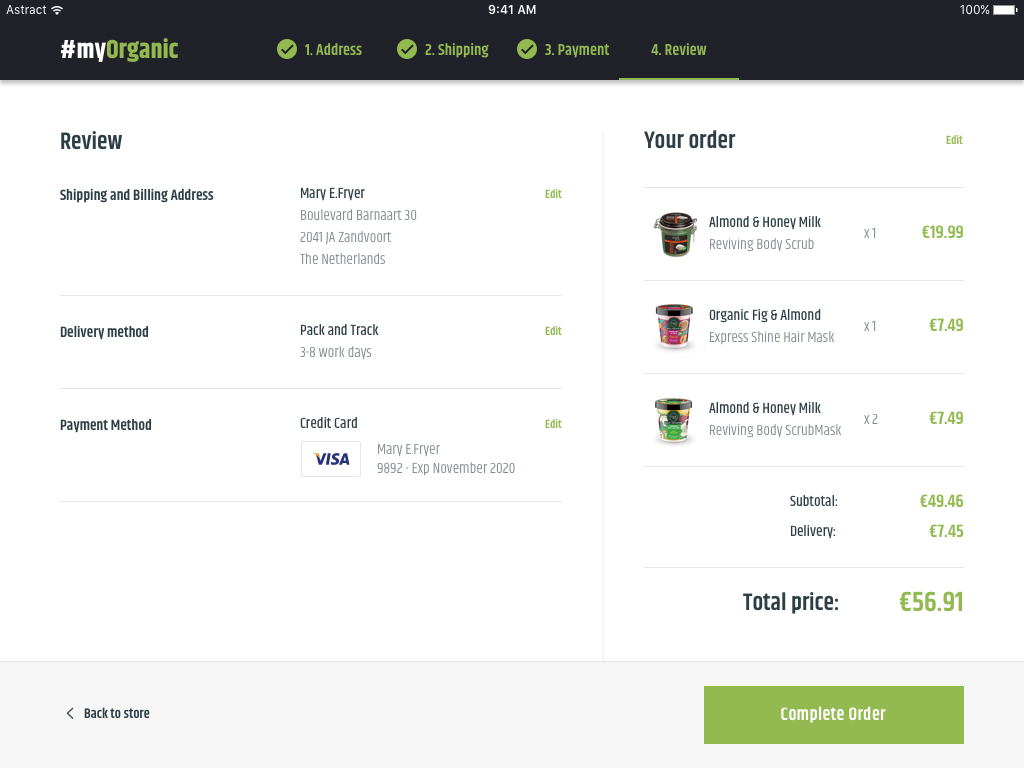 Astract
9:41 AM
100%
#myOrganic
1. Address
2. Shipping
3. Payment
4. Review
Review
Shipping and Billing Address
Mary E.Fryer
Edit
Boulevard Barnaart 30
2041 JA Zandvoort
The Netherlands
Delivery method
Pack and Track
Edit
3-8 work days
Payment Method
Credit Card
Edit
VISA
Mary E.Fryer
9892 · Exp November 2020
Your order
Edit
Almond & Honey Milk
Reviving Body Scrub
x 1
€19.99
Organic Fig & Almond
Express Shine Hair Mask
x 1
€7.49
Almond & Honey Milk
Reviving Body ScrubMask
x 2
€7.49
Subtotal:
€49.46
Delivery:
€7.45
Total price:
€56.91
Back to store
Complete Order